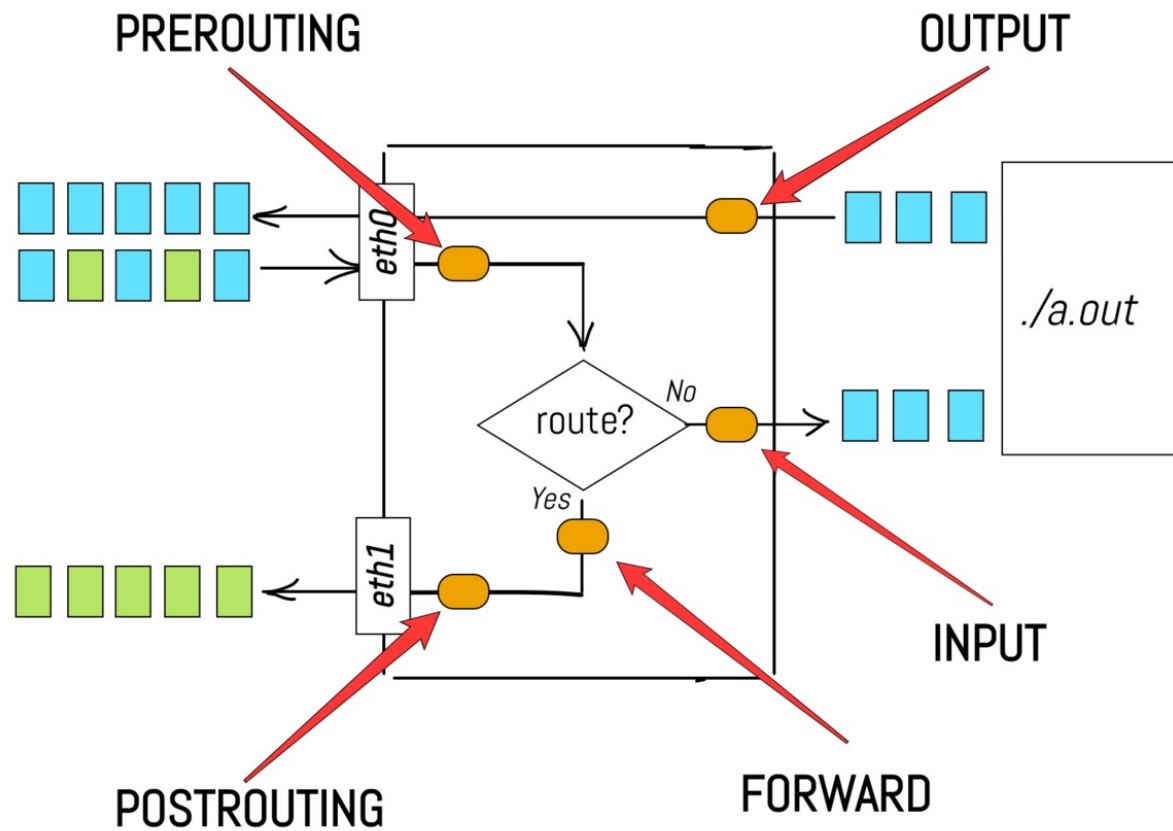 PREROUTING
OUTPUT
eth0
./a.out
No
route?
Yes
eth1
INPUT
FORWARD
POSTROUTING